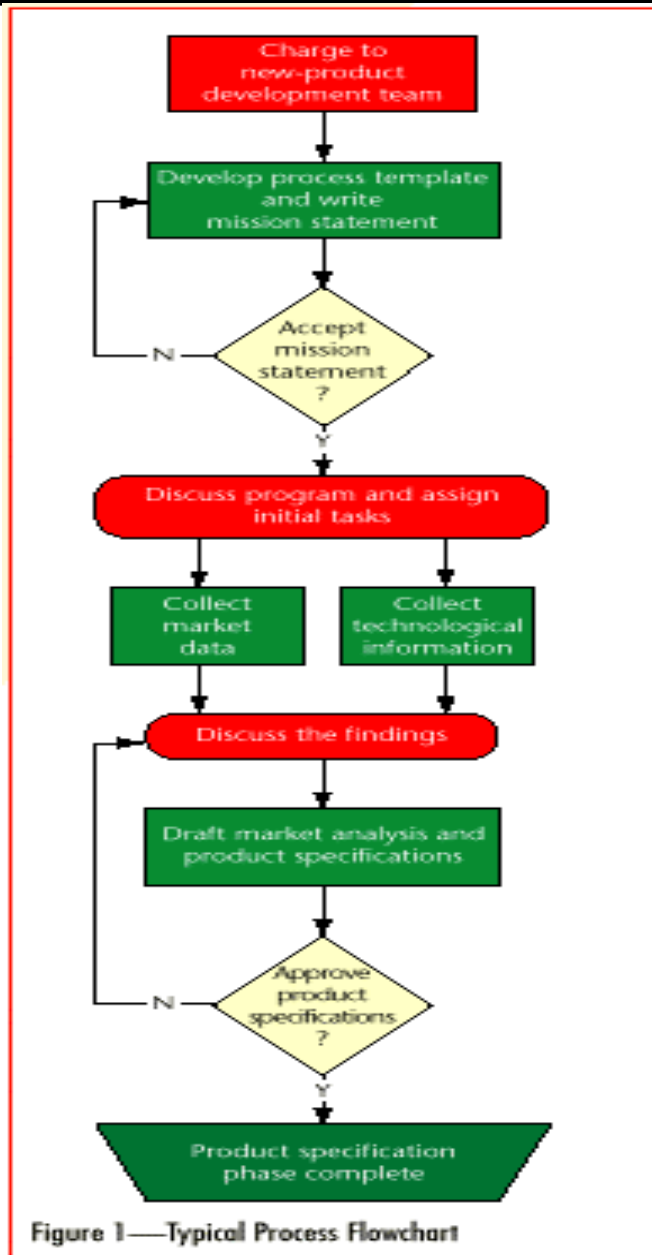 Charge to
new-product
development team
Develop process template
and write
mission statement
Accept
mission
statement
?
N
Y
Discuss program and assign
initial tasks
Collect
market
data
Collect
technological
information
Discuss the findings
Draft market analysis and
product specifications
Approve
product
specifications
?
N
Y
Product specification
phase complete
Figure 1—Typical Process Flowchart